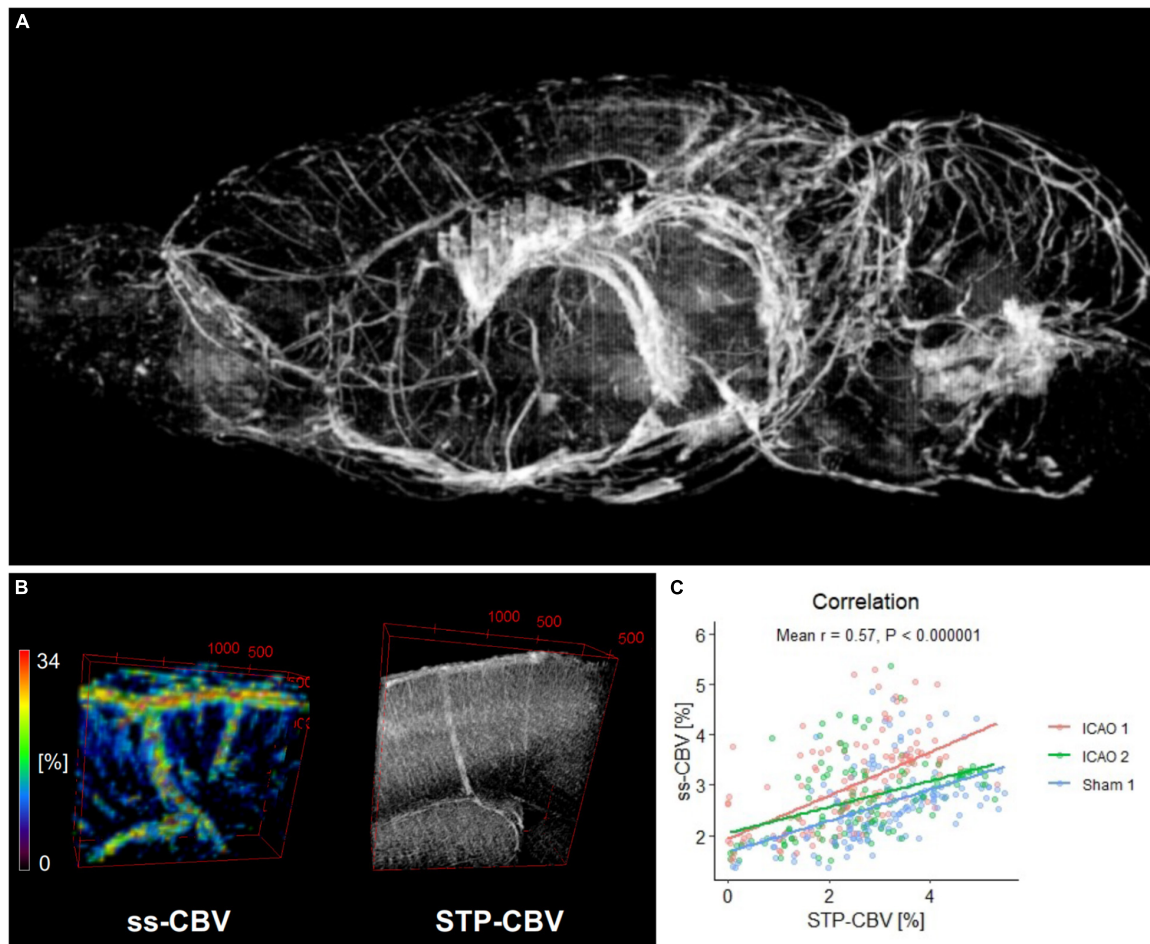 A
B
34
[%]
0
1000 500
500
ss-CBV
1000 500
500
STP-CBV
C
Correlation
Mean r = 0.57, P < 0.000001
6
5
4
3
2
ss-CBV [%]
0 2 4
STP-CBV [%]
ICAO 1
ICAO 2
Sham 1